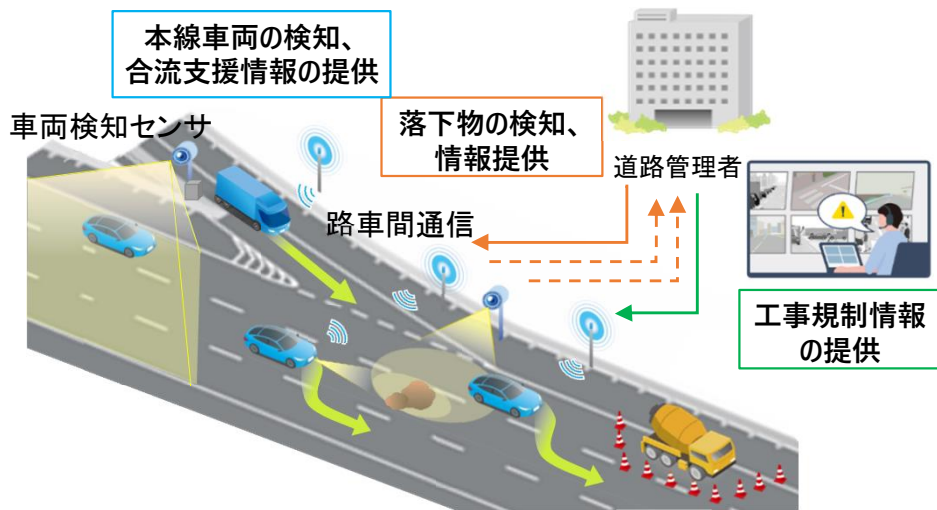 本線車両の検知、
合流支援情報の提供
車両検知センサ
落下物の検知、
情報提供
道路管理者
路車間通信
工事規制情報
の提供